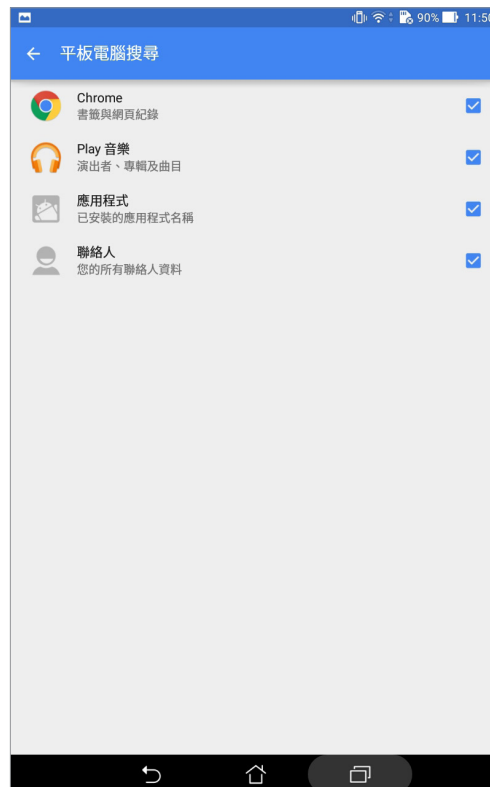 90% 11:50
平板電腦搜尋
Chrome
書籤與網頁紀錄
Play 音樂
演出者、專輯及曲目
應用程式
已安裝的應用程式名稱
聯絡人
您的所有聯絡人資料